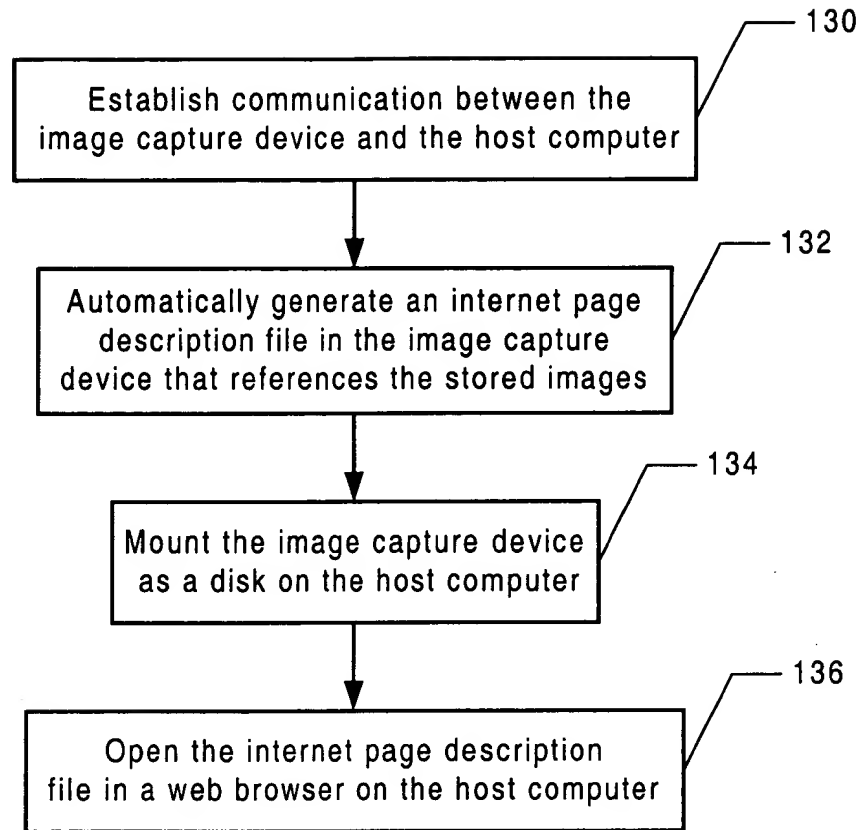 130
Establish communication between the
image capture device and the host computer
132
Automatically generate an internet page
description file in the image capture
device that references the stored images
134
Mount the image capture device
as a disk on the host computer
136
Open the internet page description
file in a web browser on the host computer